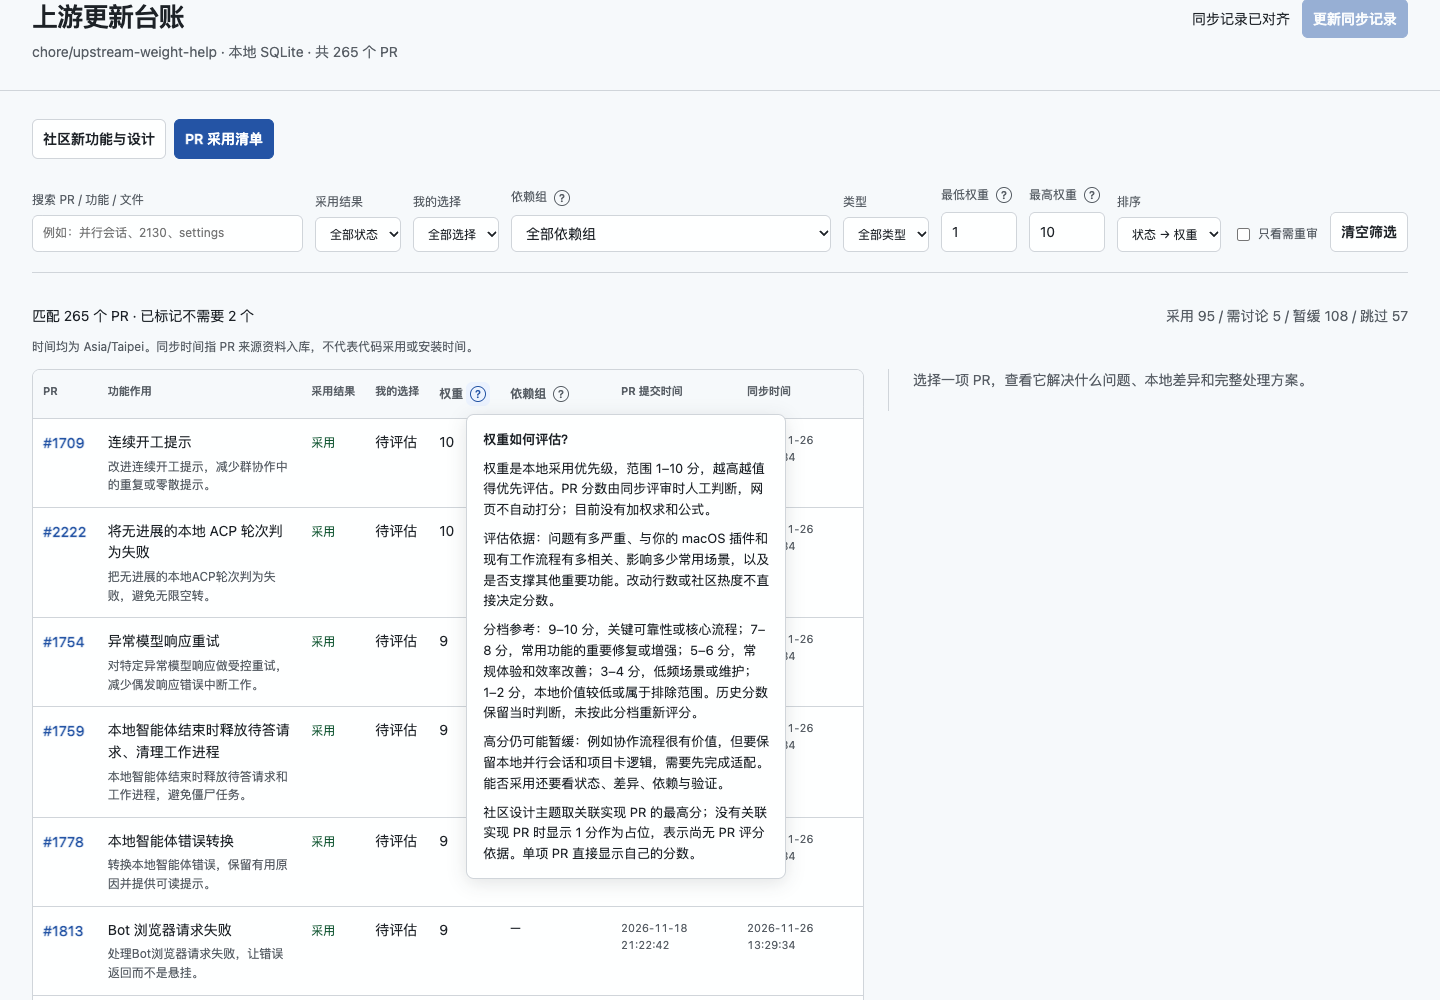 上游更新台账
chore/upstream-weight-help · 本地 SQLite · 共 265 个 PR
同步记录已对齐
更新同步记录
社区新功能与设计
PR 采用清单
搜索 PR / 功能 / 文件
采用结果
我的选择
依赖组 ?
类型
最低权重 ?
最高权重 ?
排序
例如：并行会话、2130、settings
全部状态
全部选择
全部依赖组
全部类型
1
10
状态 → 权重
只看需重审
清空筛选
匹配 265 个 PR · 已标记不需要 2 个
采用 95 / 需讨论 5 / 暂缓 108 / 跳过 57
时间均为 Asia/Taipei。同步时间指 PR 来源资料入库，不代表代码采用或安装时间。
PR
功能作用
采用结果
我的选择
权重 ?
依赖组 ?
PR 提交时间
同步时间
选择一项 PR，查看它解决什么问题、本地差异和完整处理方案。
#1709
连续开工提示
改进连续开工提示，减少群协作中
的重复或零散提示。
采用
待评估
10
1-26
34
#2222
将无进展的本地 ACP 轮次判
为失败
把无进展的本地ACP轮次判为失
败，避免无限空转。
采用
待评估
10
1-26
34
#1754
异常模型响应重试
对特定异常模型响应做受控重试，
减少偶发响应错误中断工作。
采用
待评估
9
1-26
34
#1759
本地智能体结束时释放待答请
求、清理工作进程
本地智能体结束时释放待答请求和
工作进程，避免僵尸任务。
采用
待评估
9
1-26
34
#1778
本地智能体错误转换
转换本地智能体错误，保留有用原
因并提供可读提示。
采用
待评估
9
1-26
34
#1813
Bot 浏览器请求失败
处理Bot浏览器请求失败，让错误
返回而不是悬挂。
采用
待评估
9
—
2026-11-18
21:22:42
2026-11-26
13:29:34
权重如何评估?
权重是本地采用优先级，范围 1–10 分，越高越值
得优先评估。PR 分数由同步评审时人工判断，网
页不自动打分；目前没有加权求和公式。
评估依据：问题有多严重、与你的 macOS 插件和
现有工作流程有多相关、影响多少常用场景，以及
是否支撑其他重要功能。改动行数或社区热度不直
接决定分数。
分档参考：9–10 分，关键可靠性或核心流程；7–
8 分，常用功能的重要修复或增强；5–6 分，常
规体验和效率改善；3–4 分，低频场景或维护；
1–2 分，本地价值较低或属于排除范围。历史分数
保留当时判断，未按此分档重新评分。
高分仍可能暂缓：例如协作流程很有价值，但要保
留本地并行会话和项目卡逻辑，需要先完成适配。
能否采用还要看状态、差异、依赖与验证。
社区设计主题取关联实现 PR 的最高分；没有关联
实现 PR 时显示 1 分作为占位，表示尚无 PR 评分
依据。单项 PR 直接显示自己的分数。